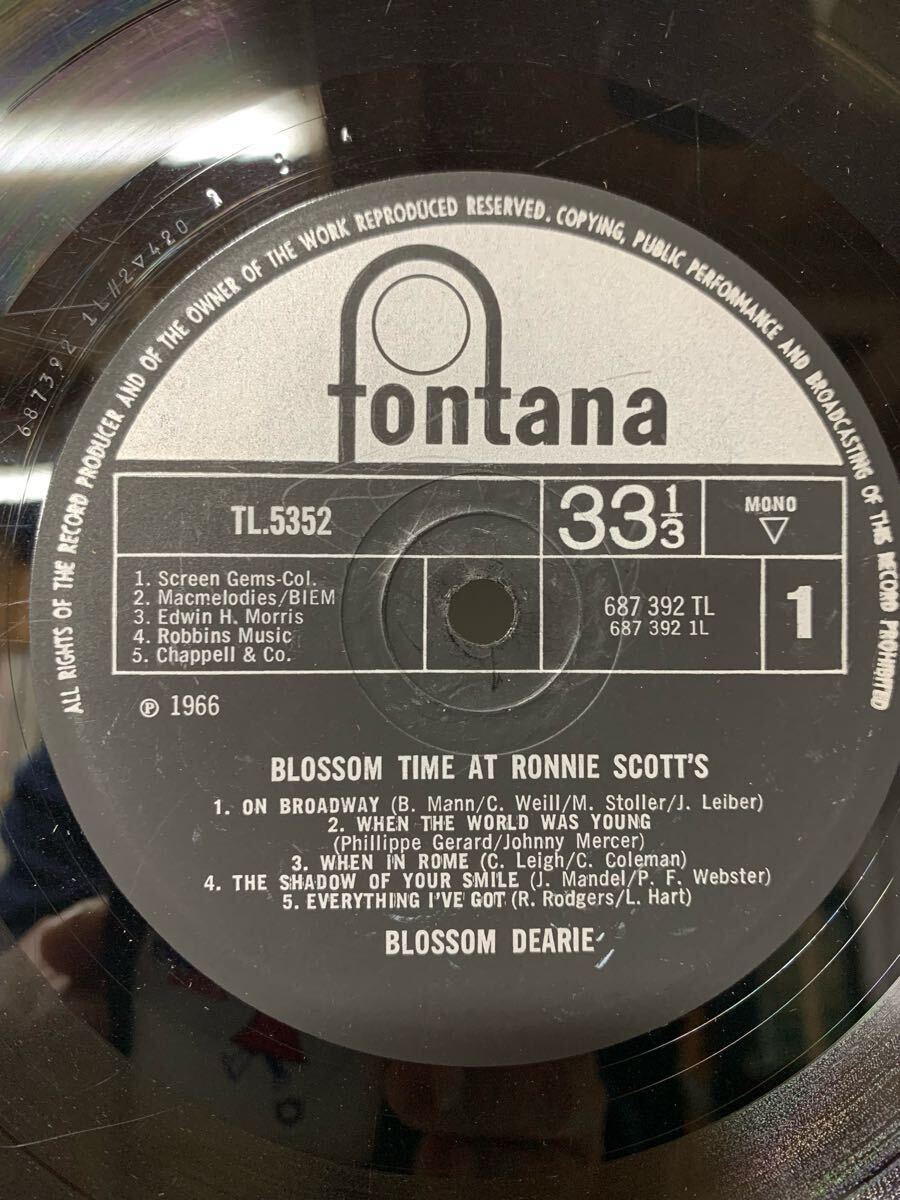 ALL RIGHTS OF THE RECORD PRODUCER AND OF THE OWNER OF THE WORK REPRODUCED RESERVED. COPYING, PUBLIC PERFORMANCE AND BROADCASTING OF THIS RECORD PROHIBITED
687392 1L//2▽420
fontana
TL.5352
33⅓
MONO
▽
1. Screen Gems-Col.
2. Macmelodies/BIEM
3. Edwin H. Morris
4. Robbins Music
5. Chappell & Co.
687 392 TL
687 392 1L
1
℗ 1966
BLOSSOM TIME AT RONNIE SCOTT'S
1. ON BROADWAY (B. Mann/C. Weill/M. Stoller/J. Leiber)
2. WHEN THE WORLD WAS YOUNG
(Phillippe Gerard/Johnny Mercer)
3. WHEN IN ROME (C. Leigh/C. Coleman)
4. THE SHADOW OF YOUR SMILE (J. Mandel/P. F. Webster)
5. EVERYTHING I'VE GOT (R. Rodgers/L. Hart)
BLOSSOM DEARIE